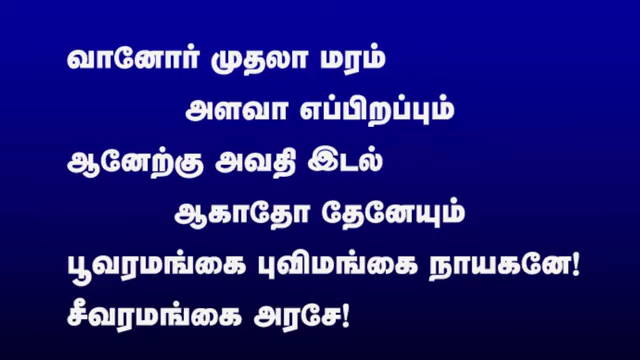 வானோர் முதலா மரம்
அளவா எப்பிறப்பும்
ஆனேற்கு அவதி இடல்
ஆகாதோ தேனேயும்
பூவரமங்கை புவிமங்கை நாயகனே!
சீவரமங்கை அரசே!